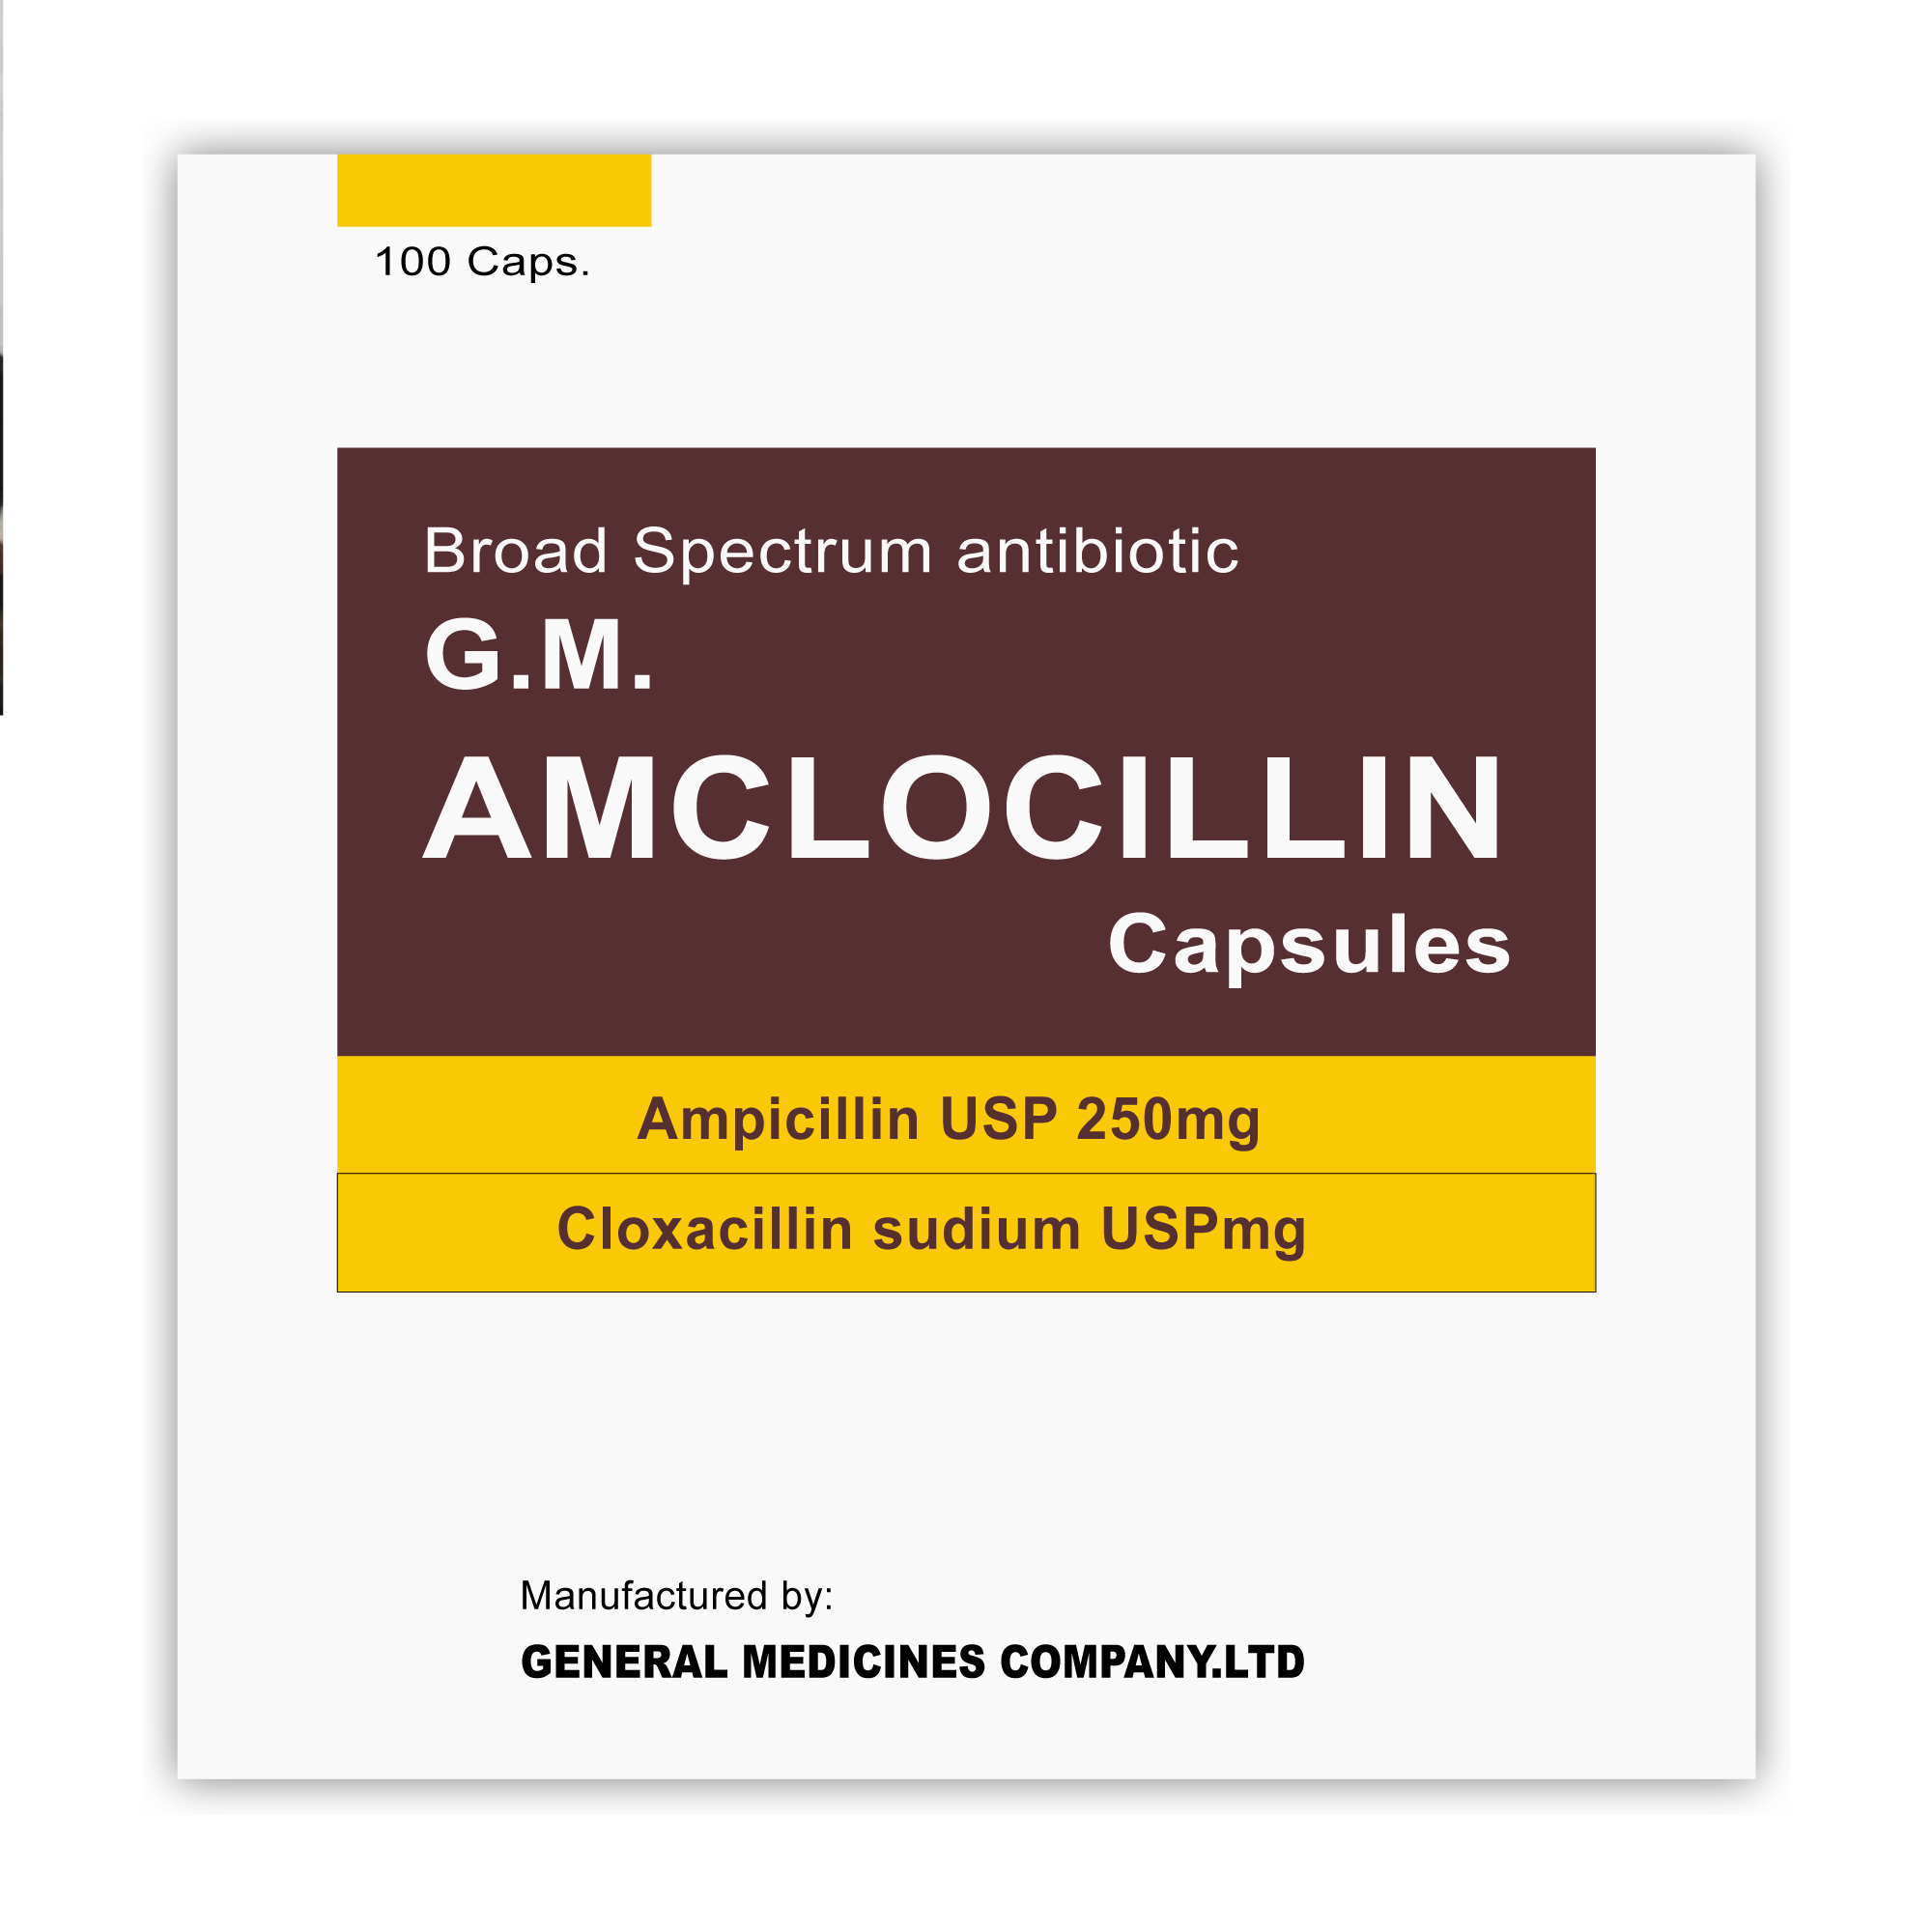 100 Caps.
Broad Spectrum antibiotic
G.M.
AMCLOCILLIN
Capsules
Ampicillin USP 250mg
Cloxacillin sudium USPmg
Manufactured by:
GENERAL MEDICINES COMPANY.LTD